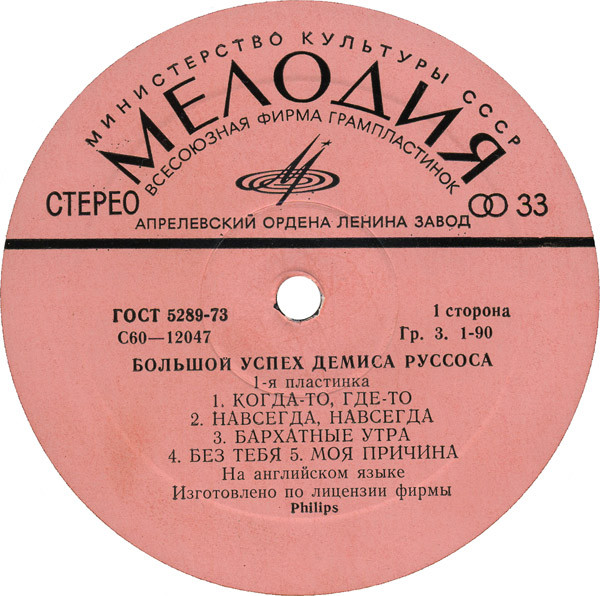 МИНИСТЕРСТВО КУЛЬТУРЫ СССР
МЕЛОДИЯ
ВСЕСОЮЗНАЯ ФИРМА ГРАМПЛАСТИНОК
СТЕРЕО
33
АПРЕЛЕВСКИЙ ОРДЕНА ЛЕНИНА ЗАВОД
ГОСТ 5289-73
1 сторона
С60—12047
Гр. 3. 1-90
БОЛЬШОЙ УСПЕХ ДЕМИСА РУССОСА
1-я пластинка
1. КОГДА-ТО, ГДЕ-ТО
2. НАВСЕГДА, НАВСЕГДА
3. БАРХАТНЫЕ УТРА
4. БЕЗ ТЕБЯ 5. МОЯ ПРИЧИНА
На английском языке
Изготовлено по лицензии фирмы
Philips